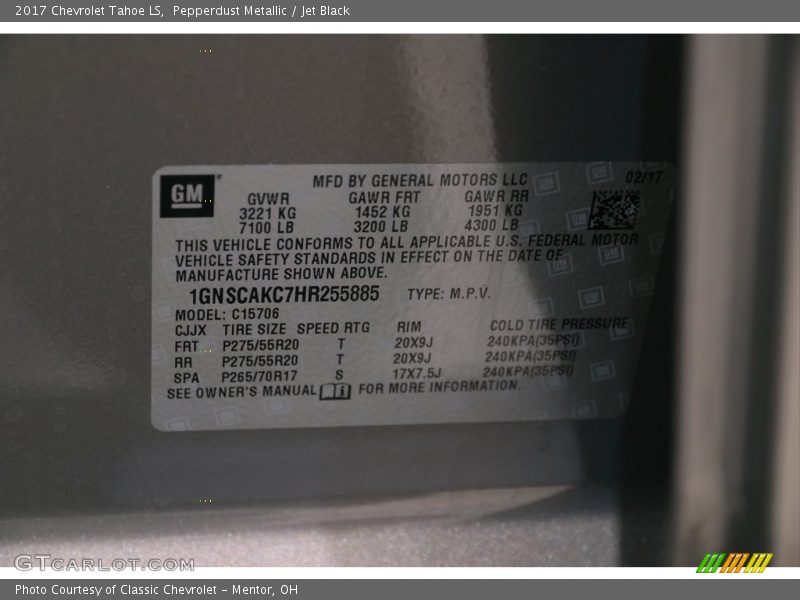 2017 Chevrolet Tahoe LS, Pepperdust Metallic / Jet Black
GM
MFD BY GENERAL MOTORS LLC 02/17
GVWR GAWR FRT GAWR RR
3221 KG 1452 KG 1951 KG
7100 LB 3200 LB 4300 LB
THIS VEHICLE CONFORMS TO ALL APPLICABLE U.S. FEDERAL MOTOR
VEHICLE SAFETY STANDARDS IN EFFECT ON THE DATE OF
MANUFACTURE SHOWN ABOVE.
1GNSCAKC7HR255885 TYPE: M.P.V.
MODEL: C15706
CJJX TIRE SIZE SPEED RTG RIM COLD TIRE PRESSURE
FRT P275/55R20 T 20X9J 240KPA(35PSI)
RR P275/55R20 T 20X9J 240KPA(35PSI)
SPA P265/70R17 S 17X7.5J 240KPA(35PSI)
SEE OWNER'S MANUAL FOR MORE INFORMATION.
GTCARLOT.COM
Photo Courtesy of Classic Chevrolet - Mentor, OH